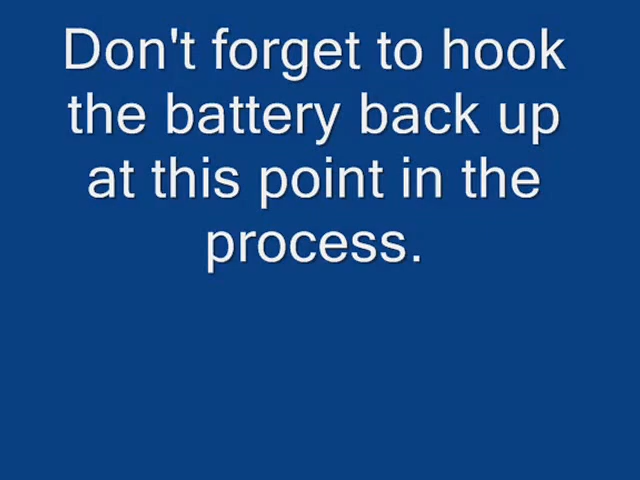 Don't forget to hook
the battery back up
at this point in the
process.